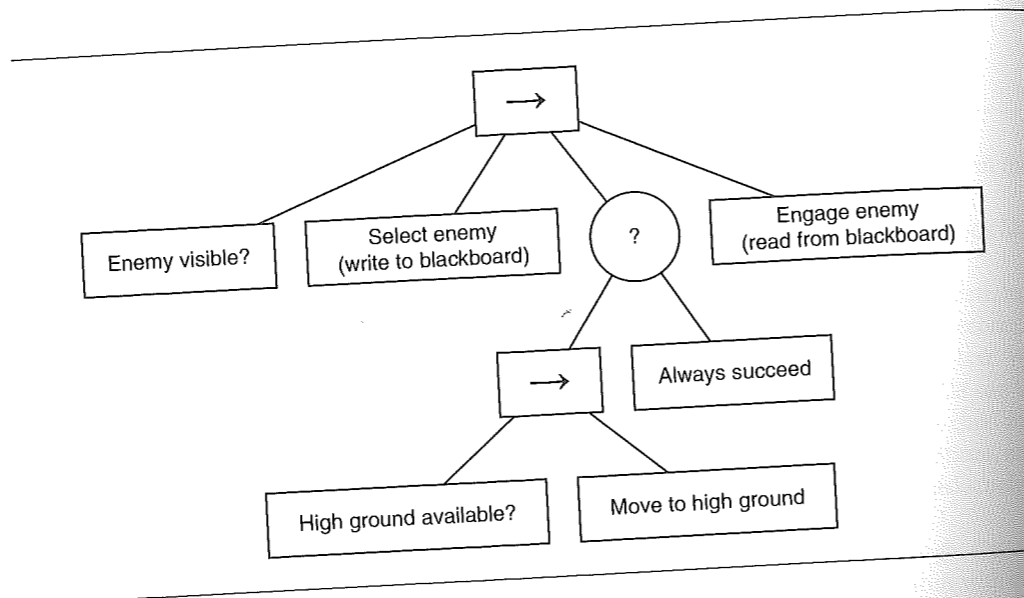 →
Enemy visible?
Select enemy
(write to blackboard)
?
Engage enemy
(read from blackboard)
→
Always succeed
High ground available?
Move to high ground